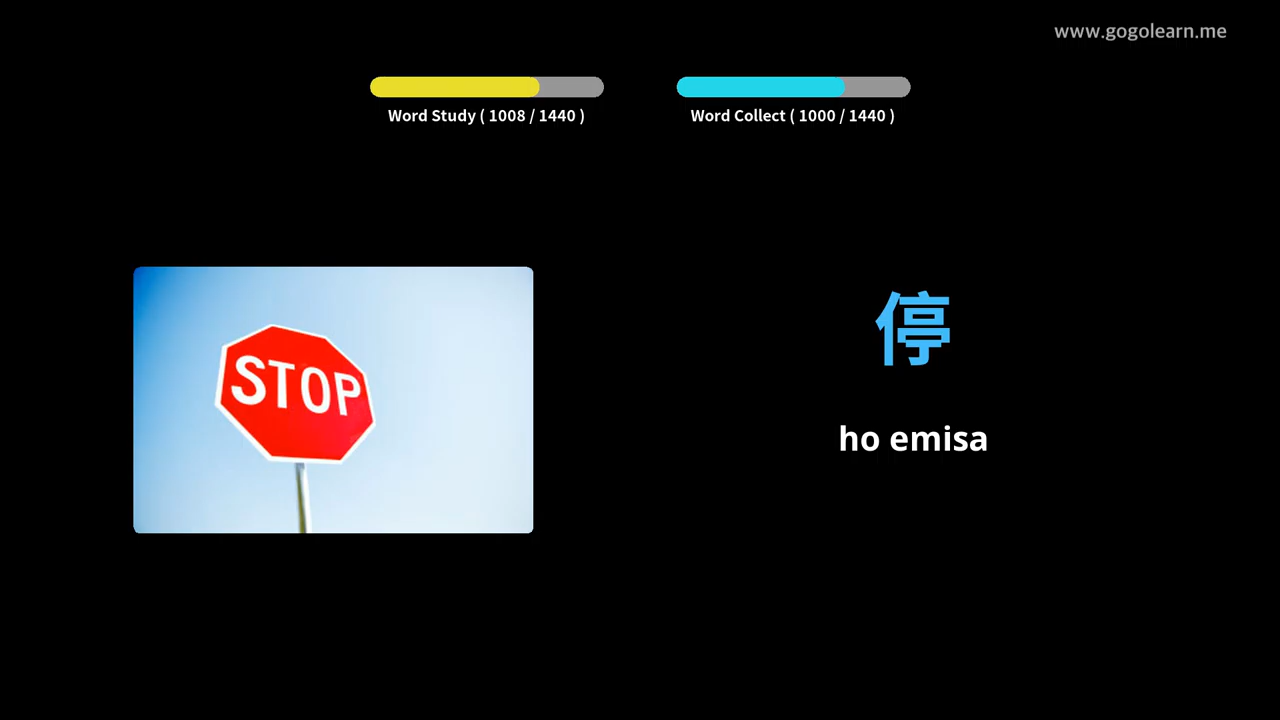 www.gogolearn.me
Word Study ( 1008 / 1440 )
Word Collect ( 1000 / 1440 )
STOP
停
ho emisa